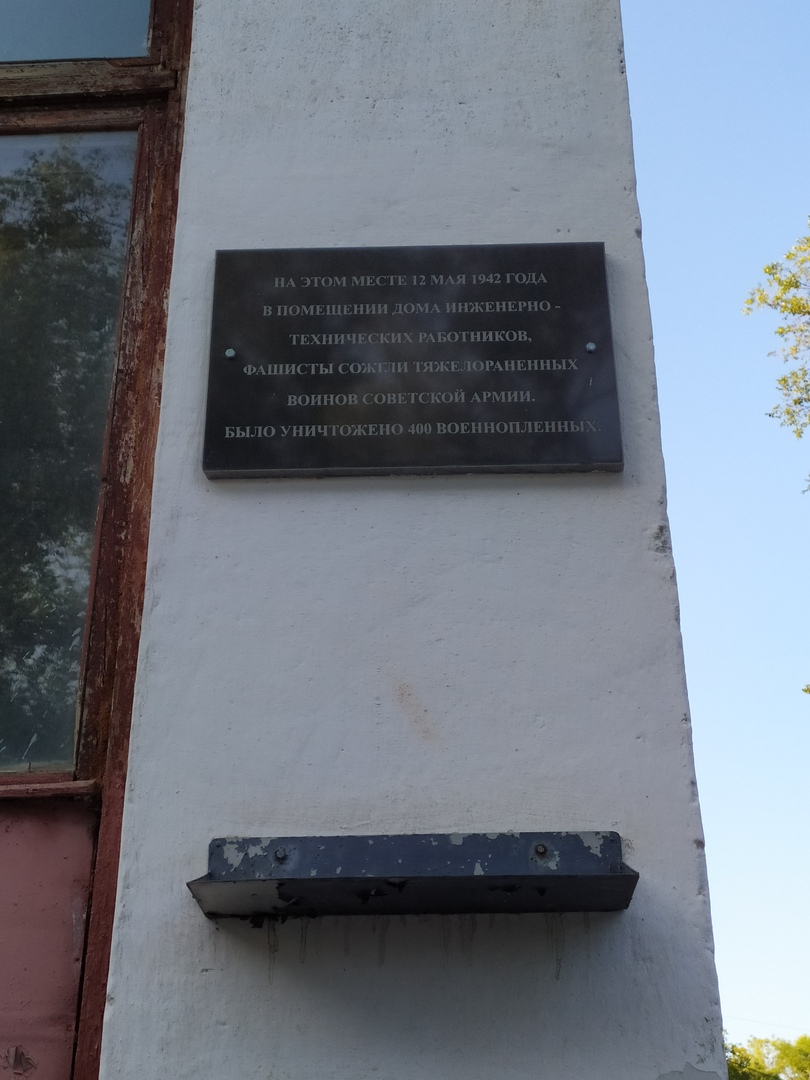 НА ЭТОМ МЕСТЕ 12 МАЯ 1942 ГОДА
В ПОМЕЩЕНИИ ДОМА ИНЖЕНЕРНО -
ТЕХНИЧЕСКИХ РАБОТНИКОВ,
ФАШИСТЫ СОЖГЛИ ТЯЖЕЛОРАНЕННЫХ
ВОИНОВ СОВЕТСКОЙ АРМИИ.
БЫЛО УНИЧТОЖЕНО 400 ВОЕННОПЛЕННЫХ.